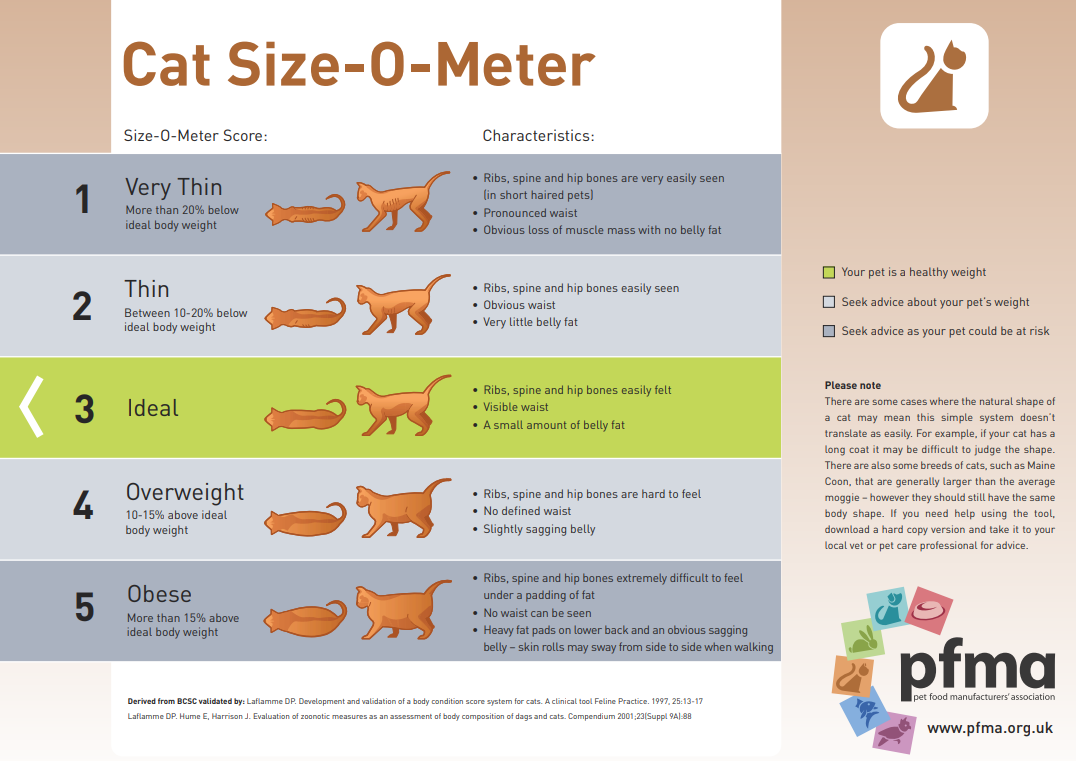 Cat Size-O-Meter
Size-O-Meter Score:
Characteristics:
1
Very Thin
More than 20% below
ideal body weight
• Ribs, spine and hip bones are very easily seen
(in short haired pets)
• Pronounced waist
• Obvious loss of muscle mass with no belly fat
2
Thin
Between 10-20% below
ideal body weight
• Ribs, spine and hip bones easily seen
• Obvious waist
• Very little belly fat
3
Ideal
• Ribs, spine and hip bones easily felt
• Visible waist
• A small amount of belly fat
4
Overweight
10-15% above ideal
body weight
• Ribs, spine and hip bones are hard to feel
• No defined waist
• Slightly sagging belly
5
Obese
More than 15% above
ideal body weight
• Ribs, spine and hip bones extremely difficult to feel
under a padding of fat
• No waist can be seen
• Heavy fat pads on lower back and an obvious sagging
belly – skin rolls may sway from side to side when walking
Derived from BCSC validated by: Laflamme DP. Development and validation of a body condition score system for cats. A clinical tool Feline Practice. 1997, 25:13-17
Laflamme DP. Hume E, Harrison J. Evaluation of zoonotic measures as an assessment of body composition of dags and cats. Compendium 2001;23(Suppl 9A):88
Your pet is a healthy weight
Seek advice about your pet's weight
Seek advice as your pet could be at risk
Please note
There are some cases where the natural shape of
a cat may mean this simple system doesn't
translate as easily. For example, if your cat has a
long coat it may be difficult to judge the shape.
There are also some breeds of cats, such as Maine
Coon, that are generally larger than the average
moggie – however they should still have the same
body shape. If you need help using the tool,
download a hard copy version and take it to your
local vet or pet care professional for advice.
pfma
pet food manufacturers' association
www.pfma.org.uk